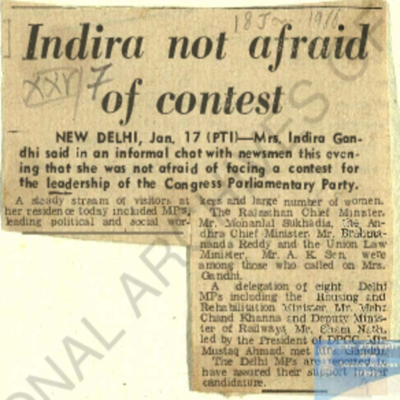 18 Jan 1966
Indira not afraid
XXV/7
of contest
NEW DELHI, Jan. 17 (PTI)—Mrs. Indira Gan-
dhi said in an informal chat with newsmen this even-
ing that she was not afraid of facing a contest for
the leadership of the Congress Parliamentary Party.
A steady stream of visitors at
her residence today included MPs,
leading political and social wor-
kers and large number of women.
The Rajasthan Chief Minister,
Mr. Mohanlal Sukhadia, the An-
dhra Chief Minister, Mr. Brahma-
nanda Reddy and the Union Law
Minister, Mr. A. K. Sen, were
among those who called on Mrs.
Gandhi.
A delegation of eight Delhi
MPs including the Housing and
Rehabilitation Minister, Mr. Mehr
Chand Khanna and Deputy Minis-
ter of Railways, Mr. Sham Nath,
led by the President of DPCC, Mir
Mustaq Ahmad, met Mrs. Gandhi.
The Delhi MPs are reported to
have assured their support to her
candidature.